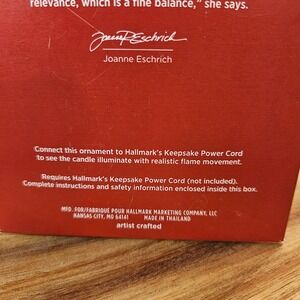 relevance, which is a fine balance," she says.
Joanne Eschrich
Joanne Eschrich
Connect this ornament to Hallmark's Keepsake Power Cord
to see the candle illuminate with realistic flame movement.
Requires Hallmark's Keepsake Power Cord (not included).
Complete instructions and safety information enclosed inside this box.
MFD. FOR/FABRIQUÉ POUR HALLMARK MARKETING COMPANY, LLC
KANSAS CITY, MO 64141 MADE IN THAILAND
artist crafted